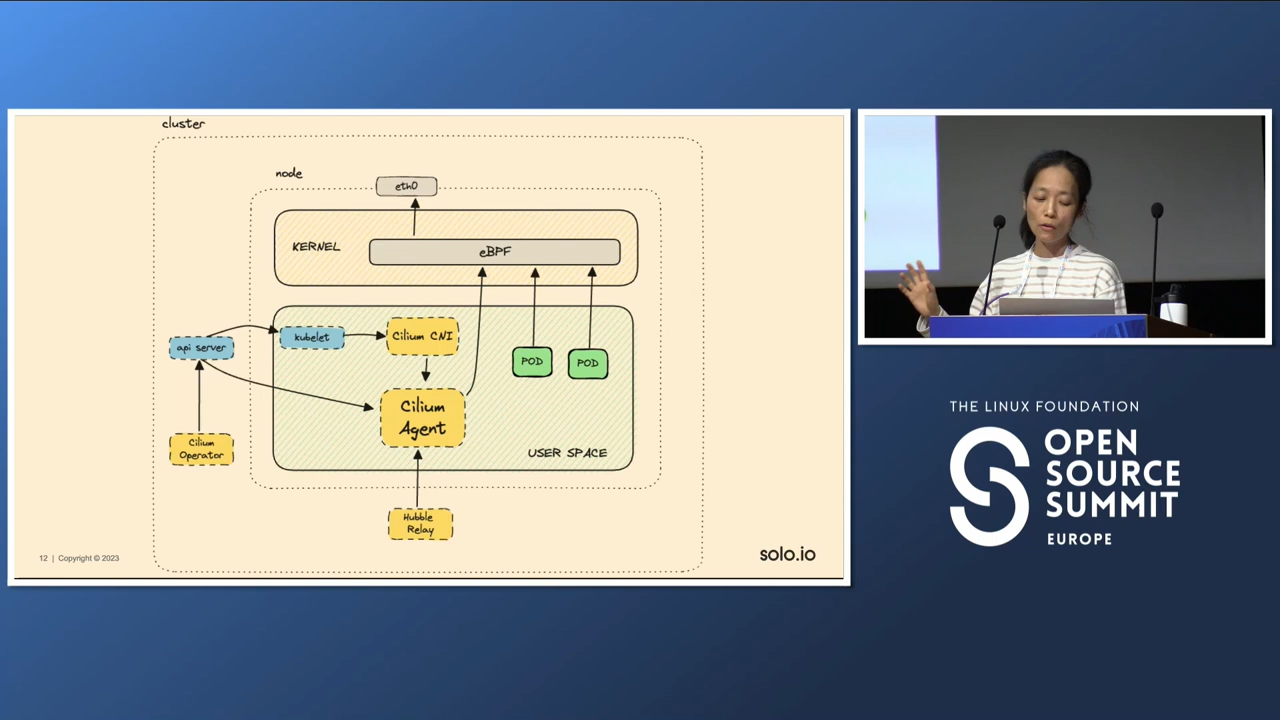 cluster
node
eth0
KERNEL
eBPF
api server
kubelet
Cilium CNI
POD
POD
Cilium
Agent
Cilium
Operator
USER SPACE
Hubble
Relay
12 | Copyright © 2023
solo.io
THE LINUX FOUNDATION
OPEN
SOURCE
SUMMIT
EUROPE